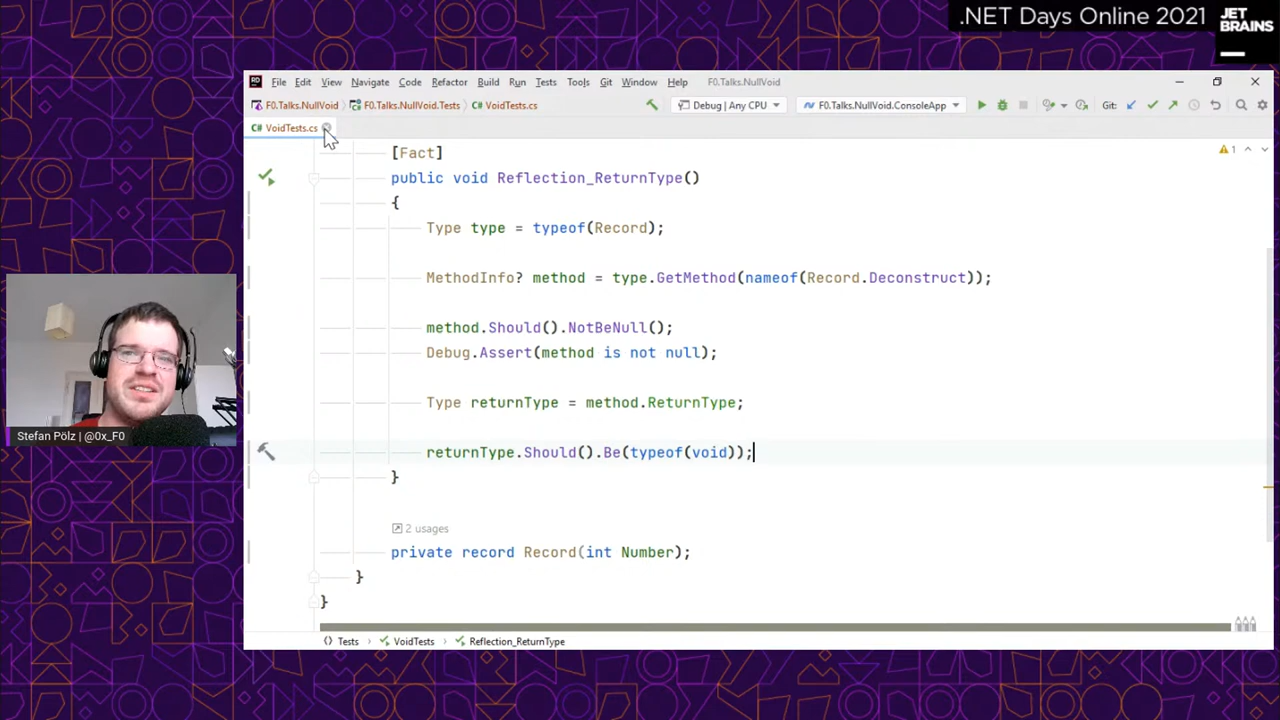 .NET Days Online 2021
JET
BRAINS
RD
File Edit View Navigate Code Refactor Build Run Tests Tools Git Window Help F0.Talks.NullVoid
F0.Talks.NullVoid F0.Talks.NullVoid.Tests C# VoidTests.cs Debug | Any CPU F0.Talks.NullVoid.ConsoleApp Git:
C# VoidTests.cs
[Fact]
1
public void Reflection_ReturnType()
{
Type type = typeof(Record);
MethodInfo? method = type.GetMethod(nameof(Record.Deconstruct));
method.Should().NotBeNull();
Debug.Assert(method is not null);
Type returnType = method.ReturnType;
returnType.Should().Be(typeof(void));
}
2 usages
private record Record(int Number);
}
}
{} Tests > VoidTests > Reflection_ReturnType
Stefan Pölz | @0x_F0